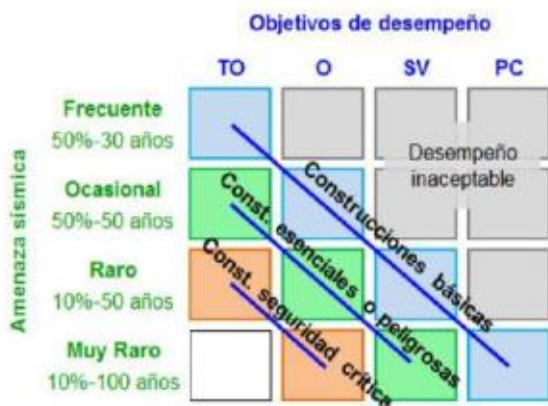 Objetivos de desempeño
TO O SV PC
Amenaza sísmica
Frecuente
50%-30 años
Ocasional
50%-50 años
Raro
10%-50 años
Muy Raro
10%-100 años
Desempeño
inaceptable
Construcciones básicas
Const. esenciales o peligrosas
Const. seguridad crítica